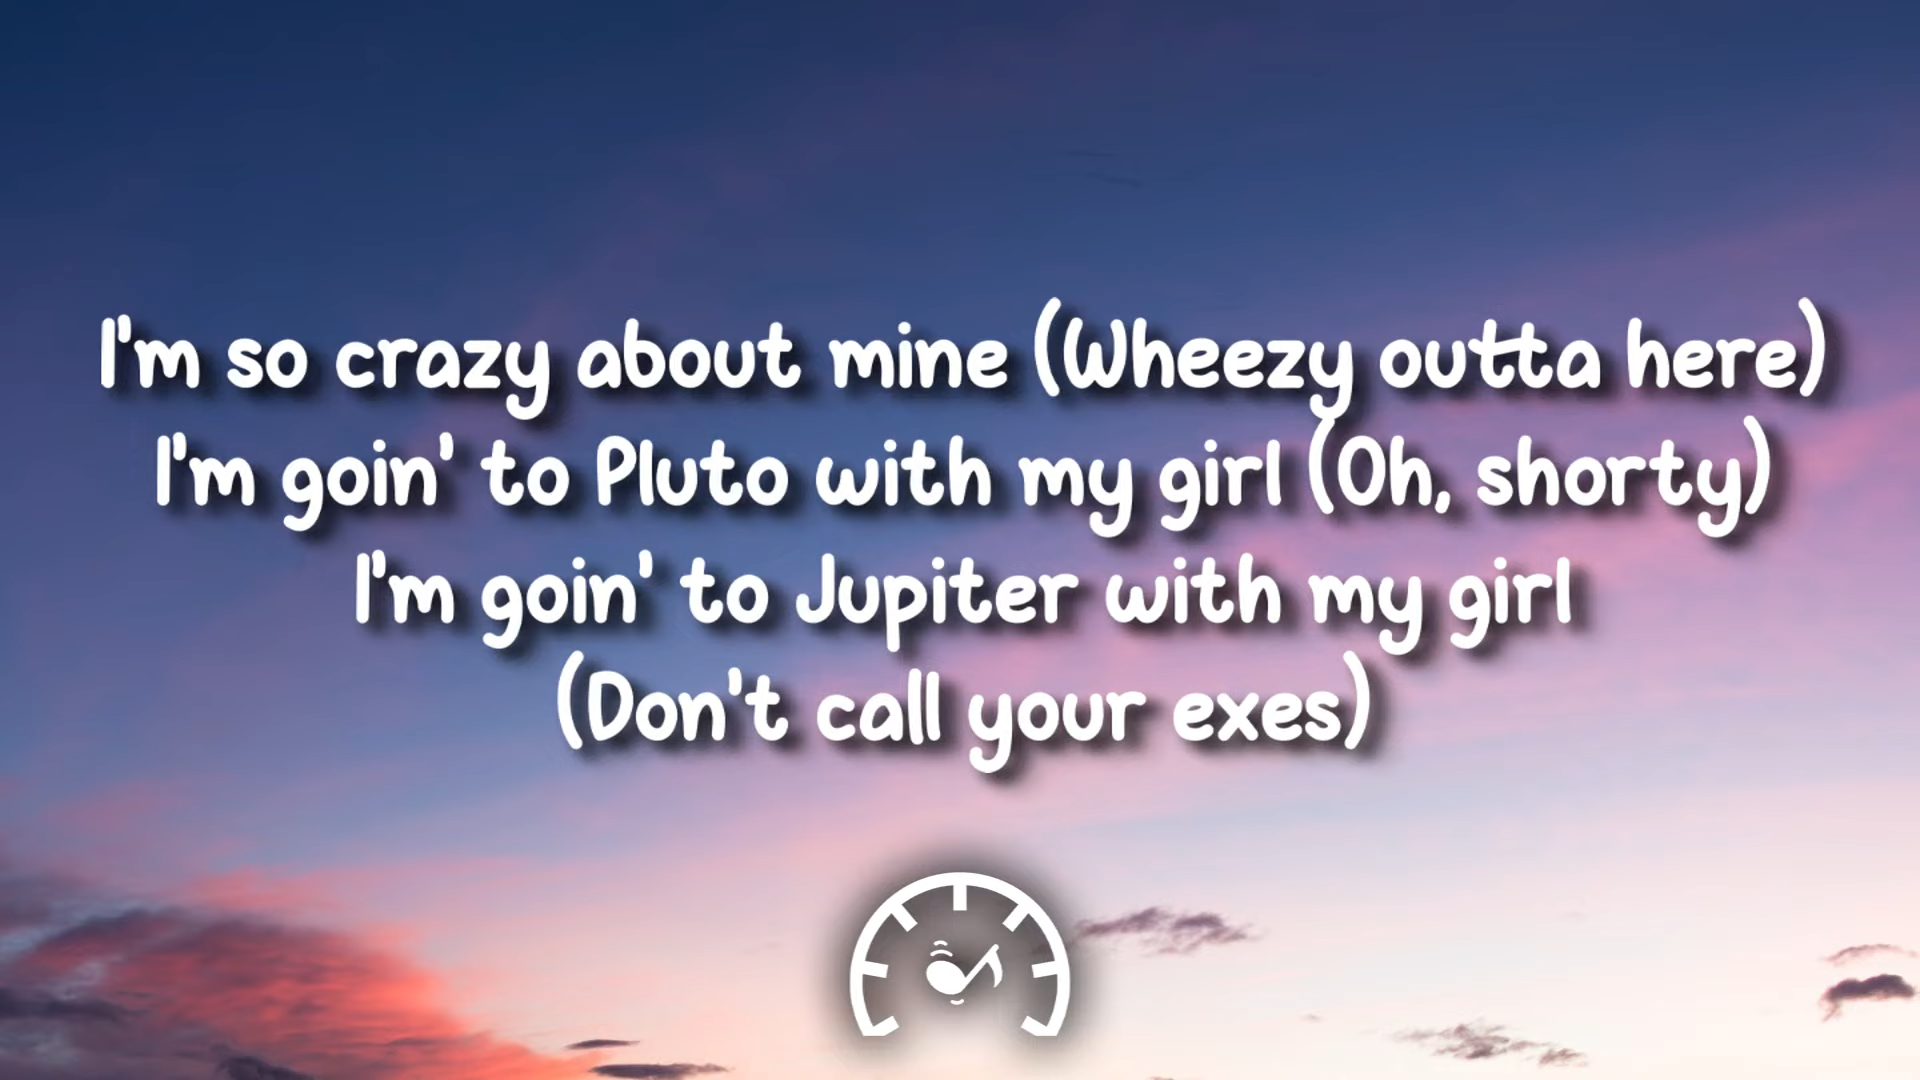 I'm so crazy about mine (Wheezy outta here)
I'm goin' to Pluto with my girl (Oh, shorty)
I'm goin' to Jupiter with my girl
(Don't call your exes)